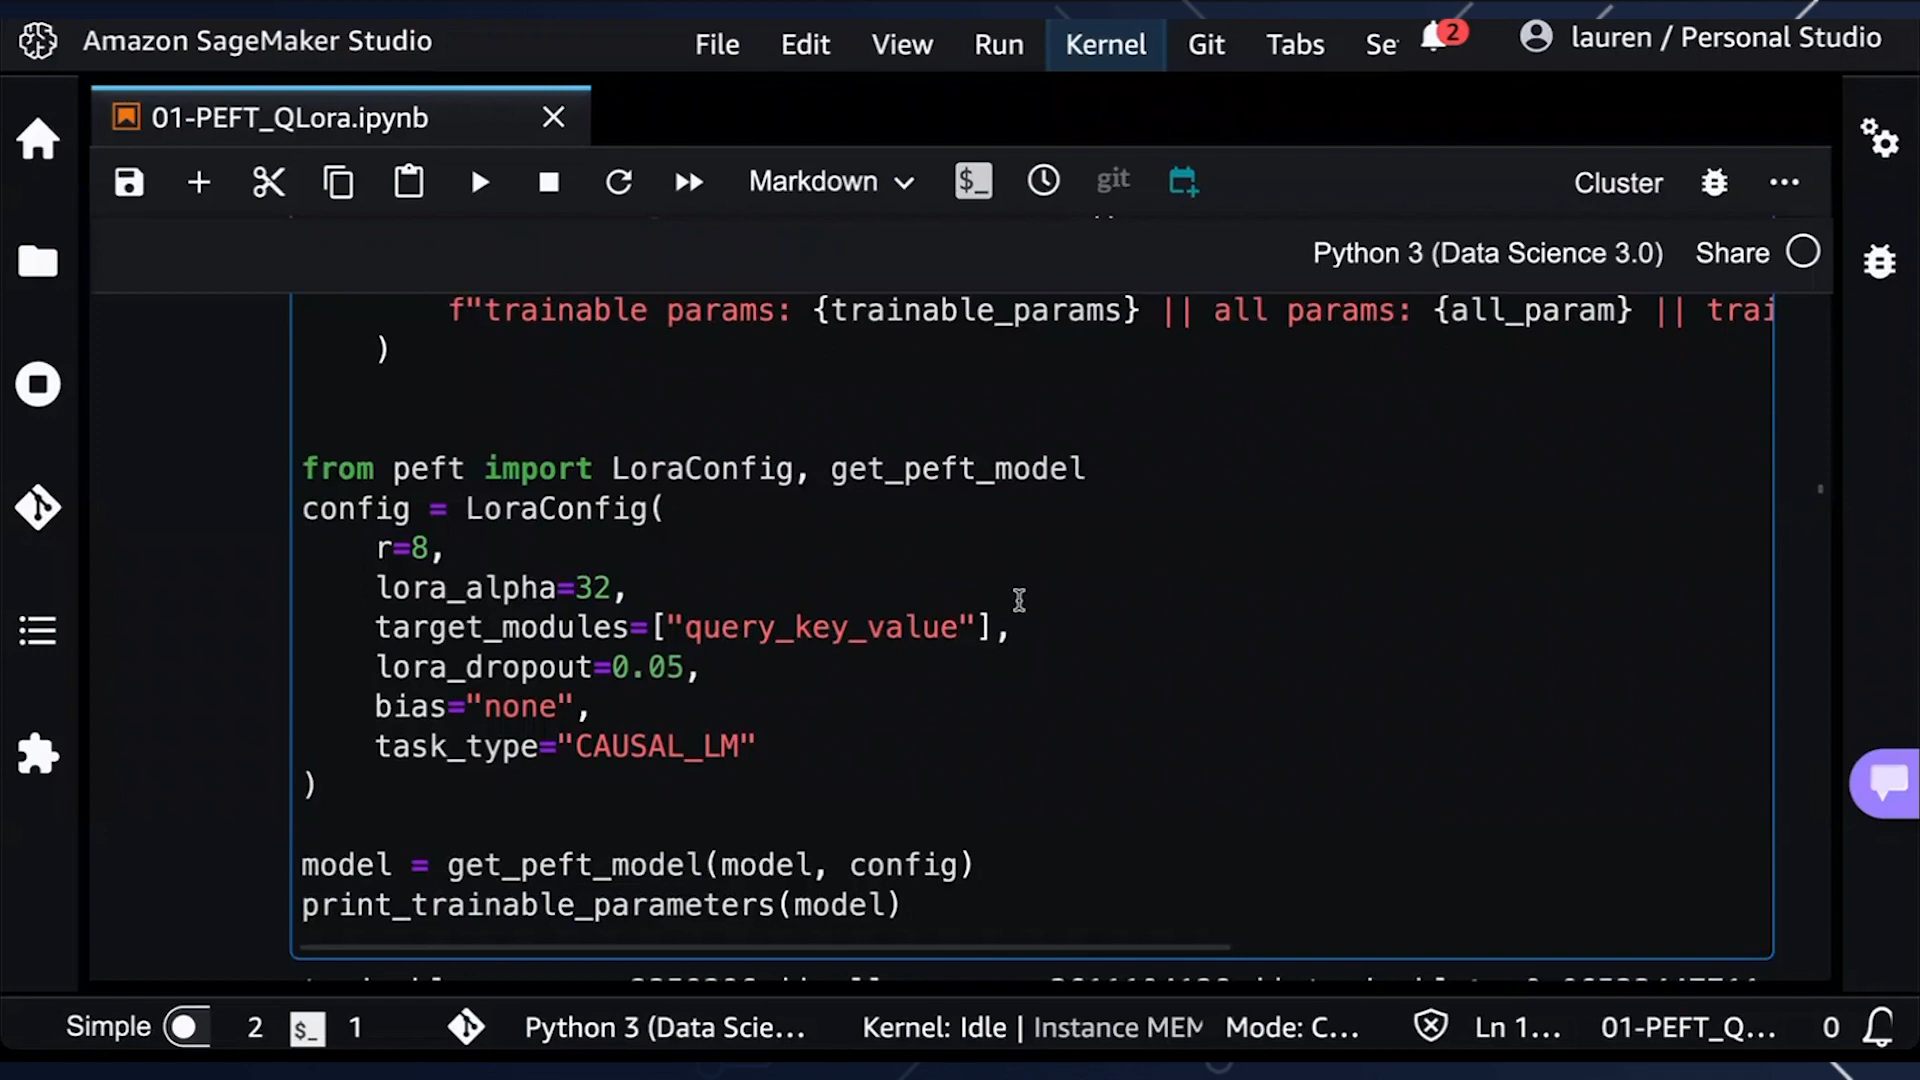 Amazon SageMaker Studio
File Edit View Run Kernel Git Tabs Se 2 lauren / Personal Studio
01-PEFT_QLora.ipynb
Markdown $_ git Cluster
Python 3 (Data Science 3.0) Share
f"trainable params: {trainable_params} || all params: {all_param} || trai
)
from peft import LoraConfig, get_peft_model
config = LoraConfig(
r=8,
lora_alpha=32,
target_modules=["query_key_value"],
lora_dropout=0.05,
bias="none",
task_type="CAUSAL_LM"
)
model = get_peft_model(model, config)
print_trainable_parameters(model)
Simple 2 $_ 1 Python 3 (Data Scie... Kernel: Idle | Instance MEM Mode: C... Ln 1... 01-PEFT_Q... 0